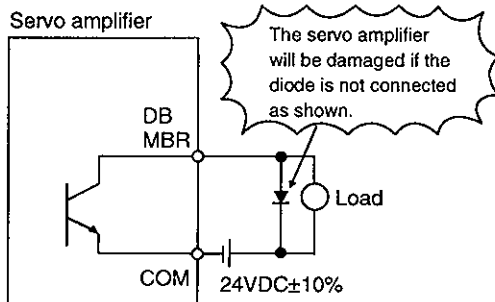 Servo amplifier
The servo amplifier
will be damaged if the
diode is not connected
as shown.
DB
MBR
Load
COM
24VDC±10%